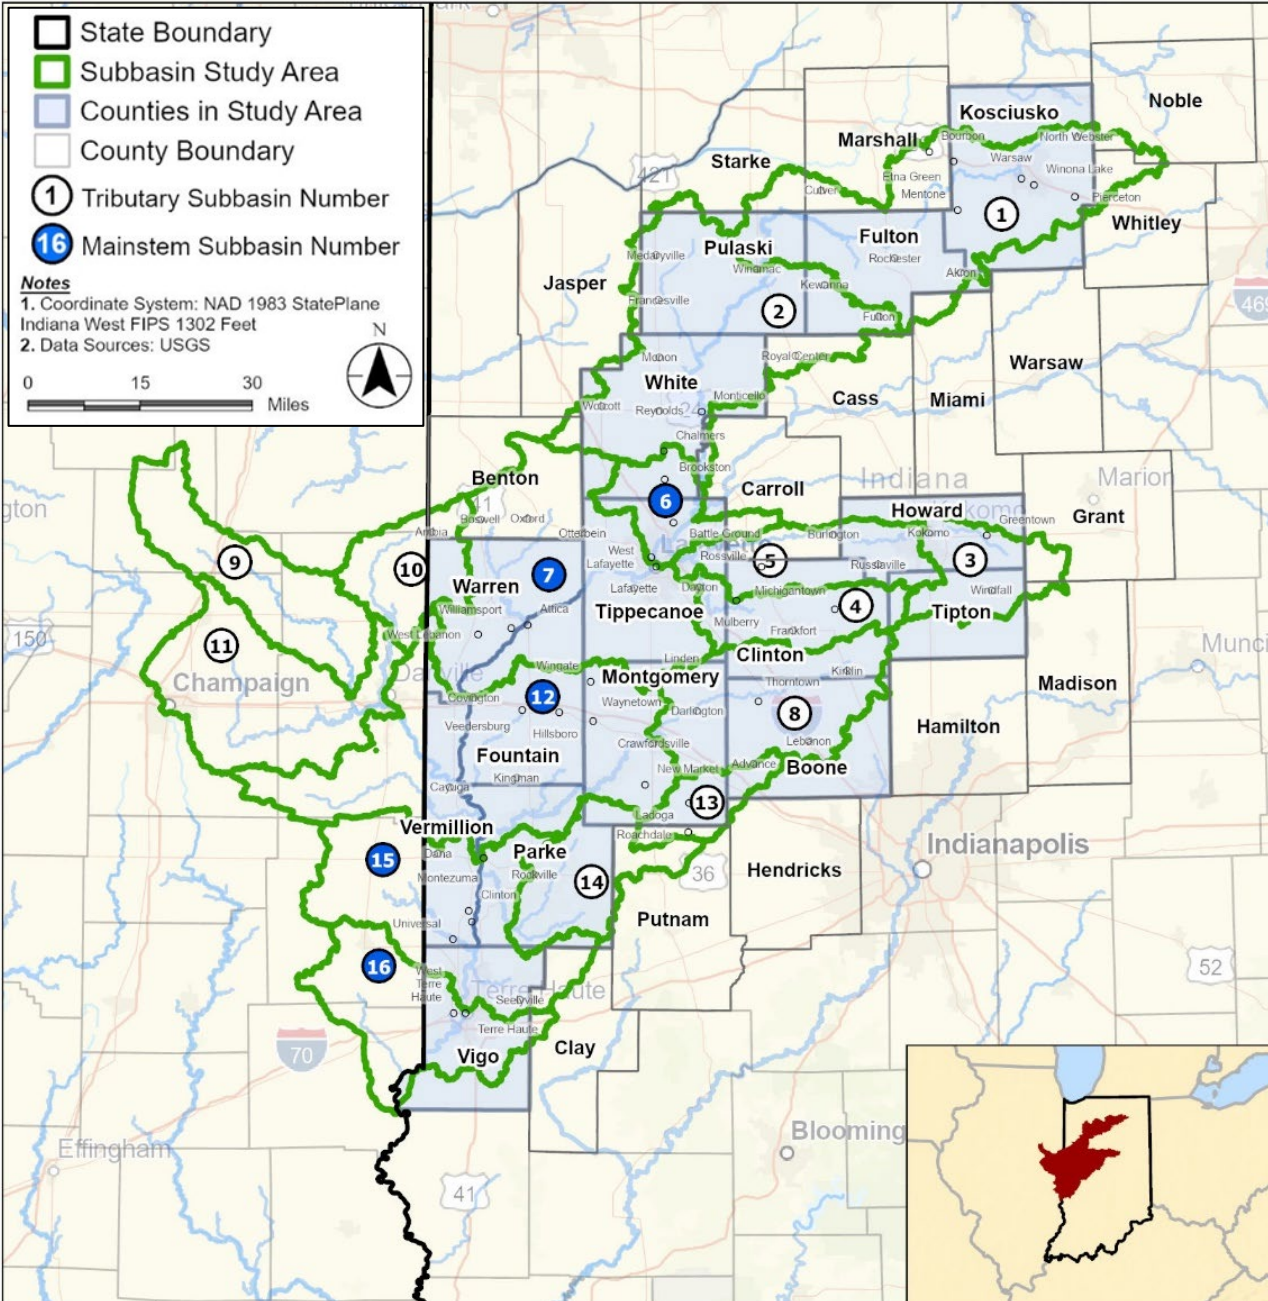 State Boundary
Subbasin Study Area
Counties in Study Area
County Boundary
1 Tributary Subbasin Number
16 Mainstem Subbasin Number
Notes
1. Coordinate System: NAD 1983 StatePlane
Indiana West FIPS 1302 Feet
2. Data Sources: USGS
N
0 15 30 Miles
Noble
Kosciusko
Marshall
Bourbon
North Webster
Starke
Warsaw
421
Etna Green
Winona Lake
Culver
Mentone
Pierceton
1
Whitley
Pulaski
Fulton
Medaryville
Rochester
Winamac
Akron
Jasper
Kewanna
469
Francesville
2
Fulton
Monon
Royal Center
Warsaw
White
Cass
Miami
Monticello
Wolcott
Reynolds
24
Chalmers
Brookston
Benton
Indiana
Marion
41
Carroll
6
Howard
Grant
Boswell
Oxford
Greentown
Ambia
Otterbein
Battle Ground
Burlington
Kokomo
West
Lafayette
Rossville
9
10
7
5
3
Russiaville
Warren
Lafayette
Dayton
Michigantown
Windfall
Williamsport
Attica
Tippecanoe
4
Tipton
150
West Lebanon
Mulberry
Frankfort
Muncie
11
Linden
Clinton
Wingate
Kirklin
Champaign
Danville
Montgomery
Thorntown
Madison
12
Covington
Waynetown
Darlington
8
Veedersburg
Hillsboro
Hamilton
Crawfordsville
Lebanon
Fountain
New Market
Advance
Boone
Kingman
Cayuga
13
Ladoga
Vermillion
Roachdale
Indianapolis
15
Dana
Parke
Hendricks
36
Montezuma
Rockville
14
Clinton
Putnam
Universal
16
West
Terre
Haute
Terre Haute
52
Seelyville
Terre Haute
70
Vigo
Clay
Effingham
Blooming
41